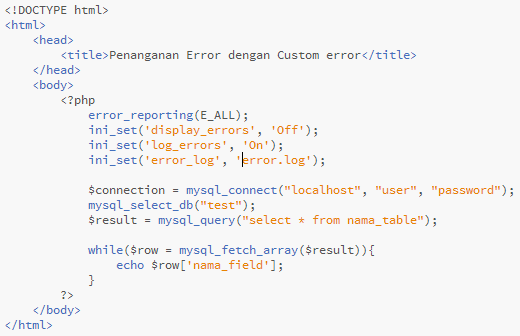 <!DOCTYPE html>
<html>
    <head>
        <title>Penanganan Error dengan Custom error</title>
    </head>
    <body>
        <?php
            error_reporting(E_ALL);
            ini_set('display_errors', 'Off');
            ini_set('log_errors', 'On');
            ini_set('error_log', 'error.log');

            $connection = mysql_connect("localhost", "user", "password");
            mysql_select_db("test");
            $result = mysql_query("select * from nama_table");

            while($row = mysql_fetch_array($result)){
                echo $row['nama_field'];
            }
        ?>
    </body>
</html>